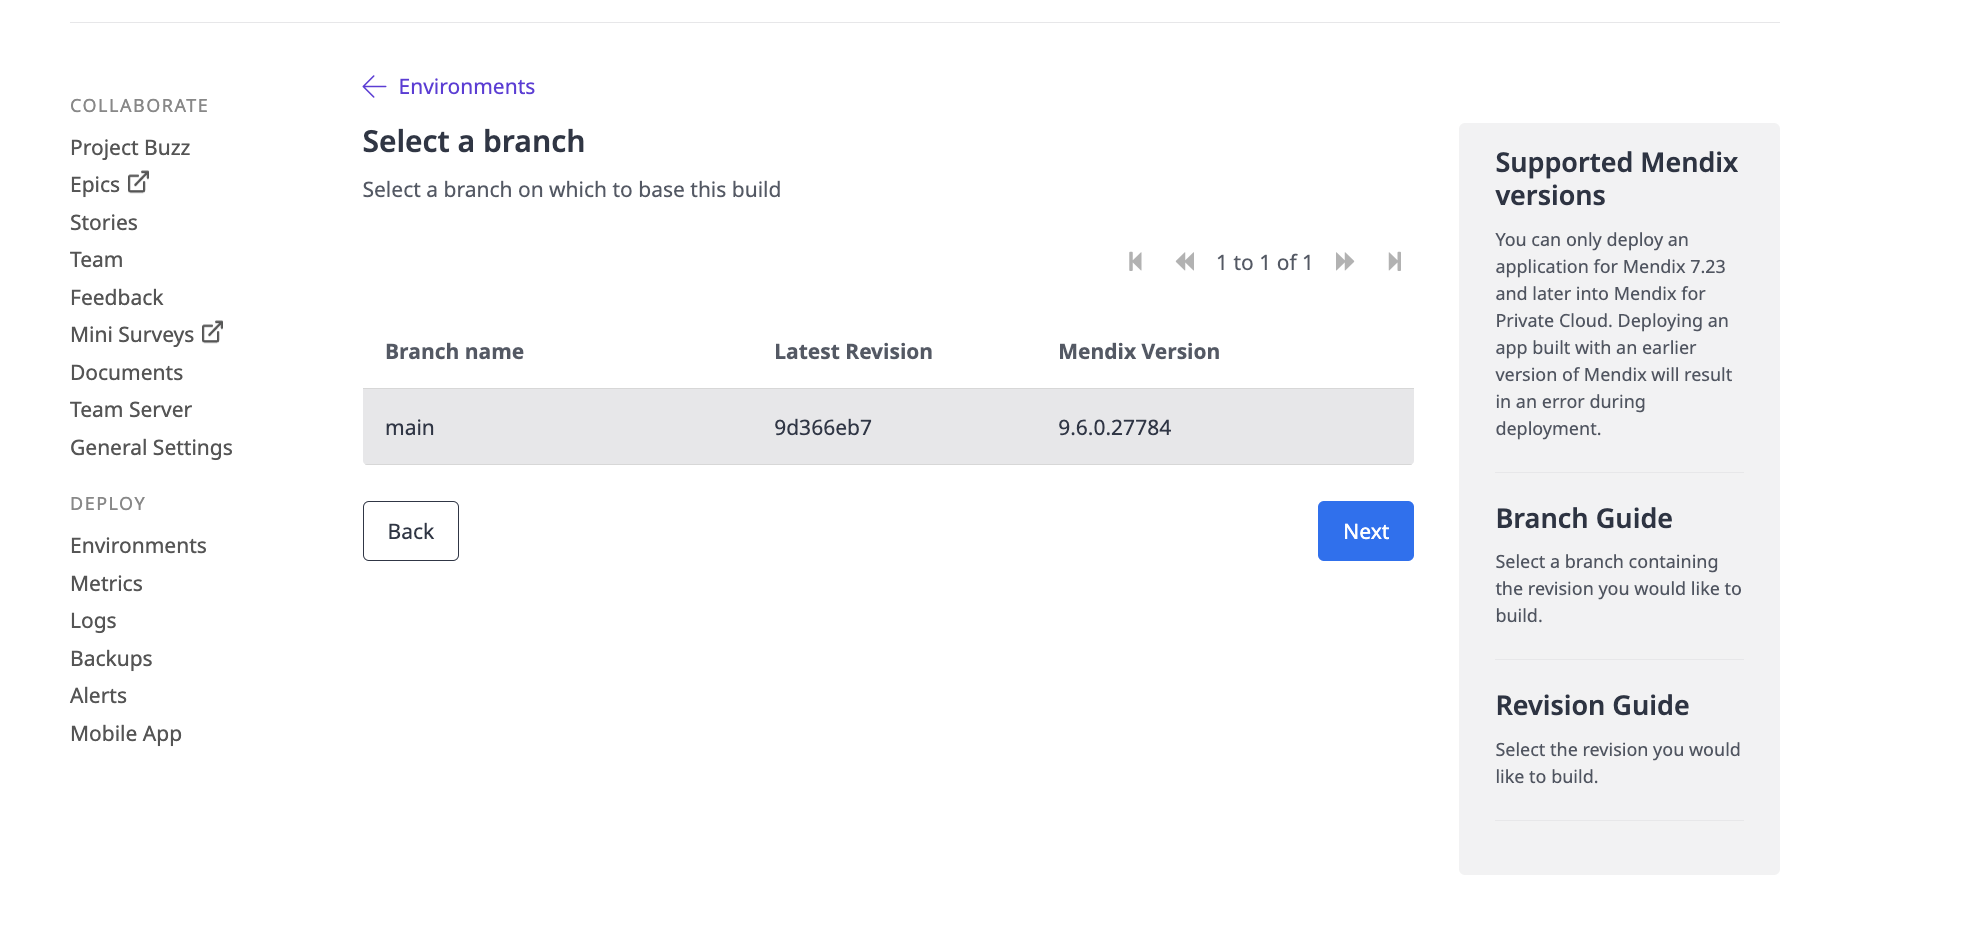 COLLABORATE
Project Buzz
Epics
Stories
Team
Feedback
Mini Surveys
Documents
Team Server
General Settings
DEPLOY
Environments
Metrics
Logs
Backups
Alerts
Mobile App
Environments
Select a branch
Select a branch on which to base this build
1 to 1 of 1
Branch name Latest Revision Mendix Version
main 9d366eb7 9.6.0.27784
Back Next
Supported Mendix
versions
You can only deploy an
application for Mendix 7.23
and later into Mendix for
Private Cloud. Deploying an
app built with an earlier
version of Mendix will result
in an error during
deployment.
Branch Guide
Select a branch containing
the revision you would like to
build.
Revision Guide
Select the revision you would
like to build.